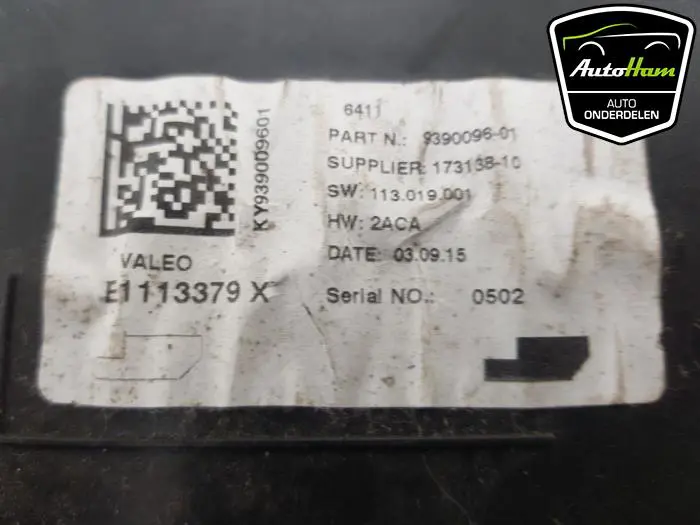 AutoHam
AUTO
ONDERDELEN
KY939009601
6411
PART N.: 9390096-01
SUPPLIER: 173138-10
SW: 113.019.001
HW: 2ACA
DATE: 03.09.15
Serial NO.: 0502
VALEO
E1113379 X